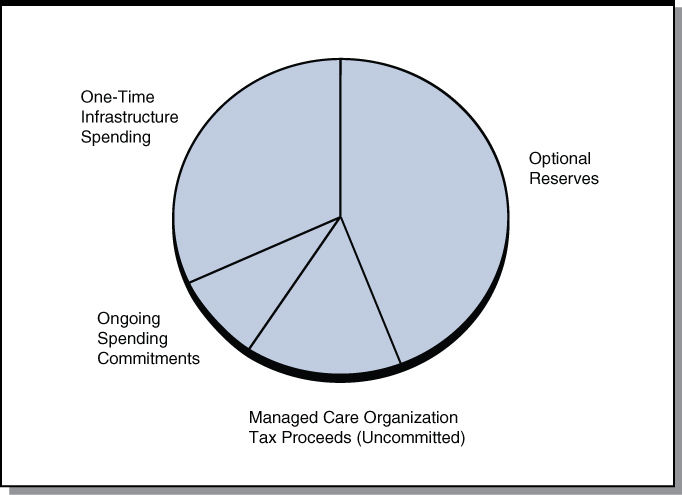 One-Time
Infrastructure
Spending
Optional
Reserves
Ongoing
Spending
Commitments
Managed Care Organization
Tax Proceeds (Uncommitted)